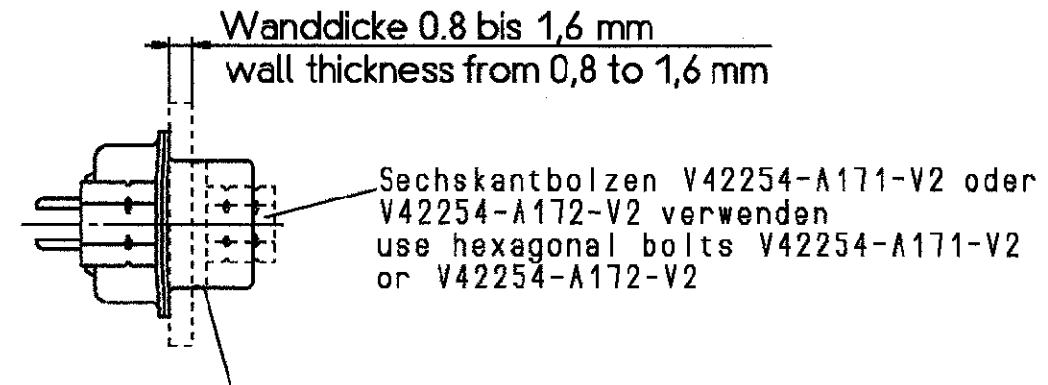 Wanddicke 0.8 bis 1,6 mm
wall thickness from 0,8 to 1,6 mm
Sechskantbolzen V42254-A171-V2 oder
V42254-A172-V2 verwenden
use hexagonal bolts V42254-A171-V2
or V42254-A172-V2